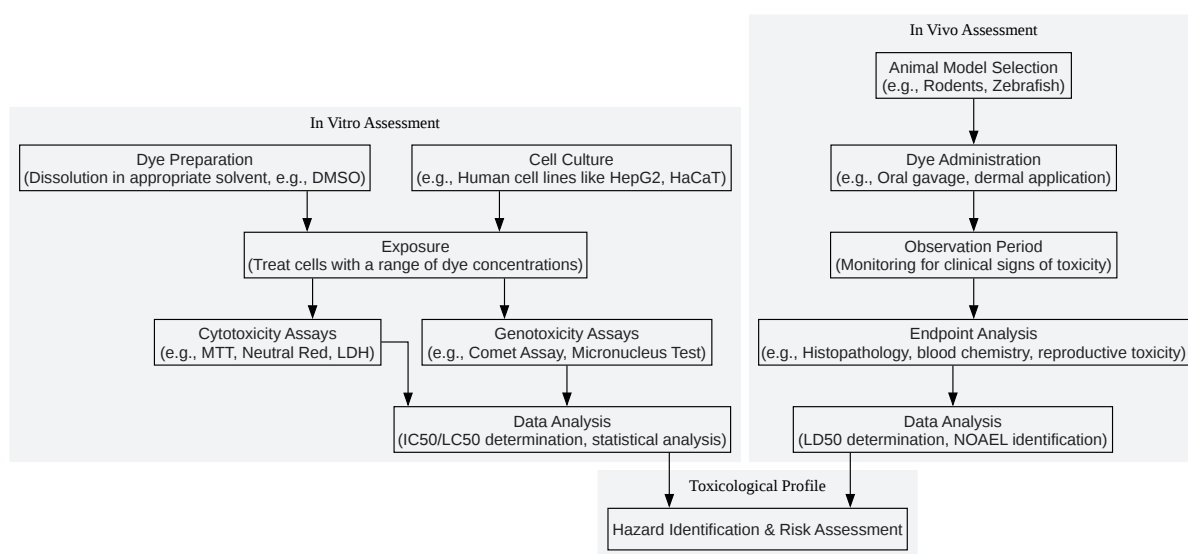 In Vitro Assessment
Dye Preparation
(Dissolution in appropriate solvent, e.g., DMSO)
Cell Culture
(e.g., Human cell lines like HepG2, HaCaT)
Exposure
(Treat cells with a range of dye concentrations)
Cytotoxicity Assays
(e.g., MTT, Neutral Red, LDH)
Genotoxicity Assays
(e.g., Comet Assay, Micronucleus Test)
Data Analysis
(IC50/LC50 determination, statistical analysis)
In Vivo Assessment
Animal Model Selection
(e.g., Rodents, Zebrafish)
Dye Administration
(e.g., Oral gavage, dermal application)
Observation Period
(Monitoring for clinical signs of toxicity)
Endpoint Analysis
(e.g., Histopathology, blood chemistry, reproductive toxicity)
Data Analysis
(LD50 determination, NOAEL identification)
Toxicological Profile
Hazard Identification & Risk Assessment